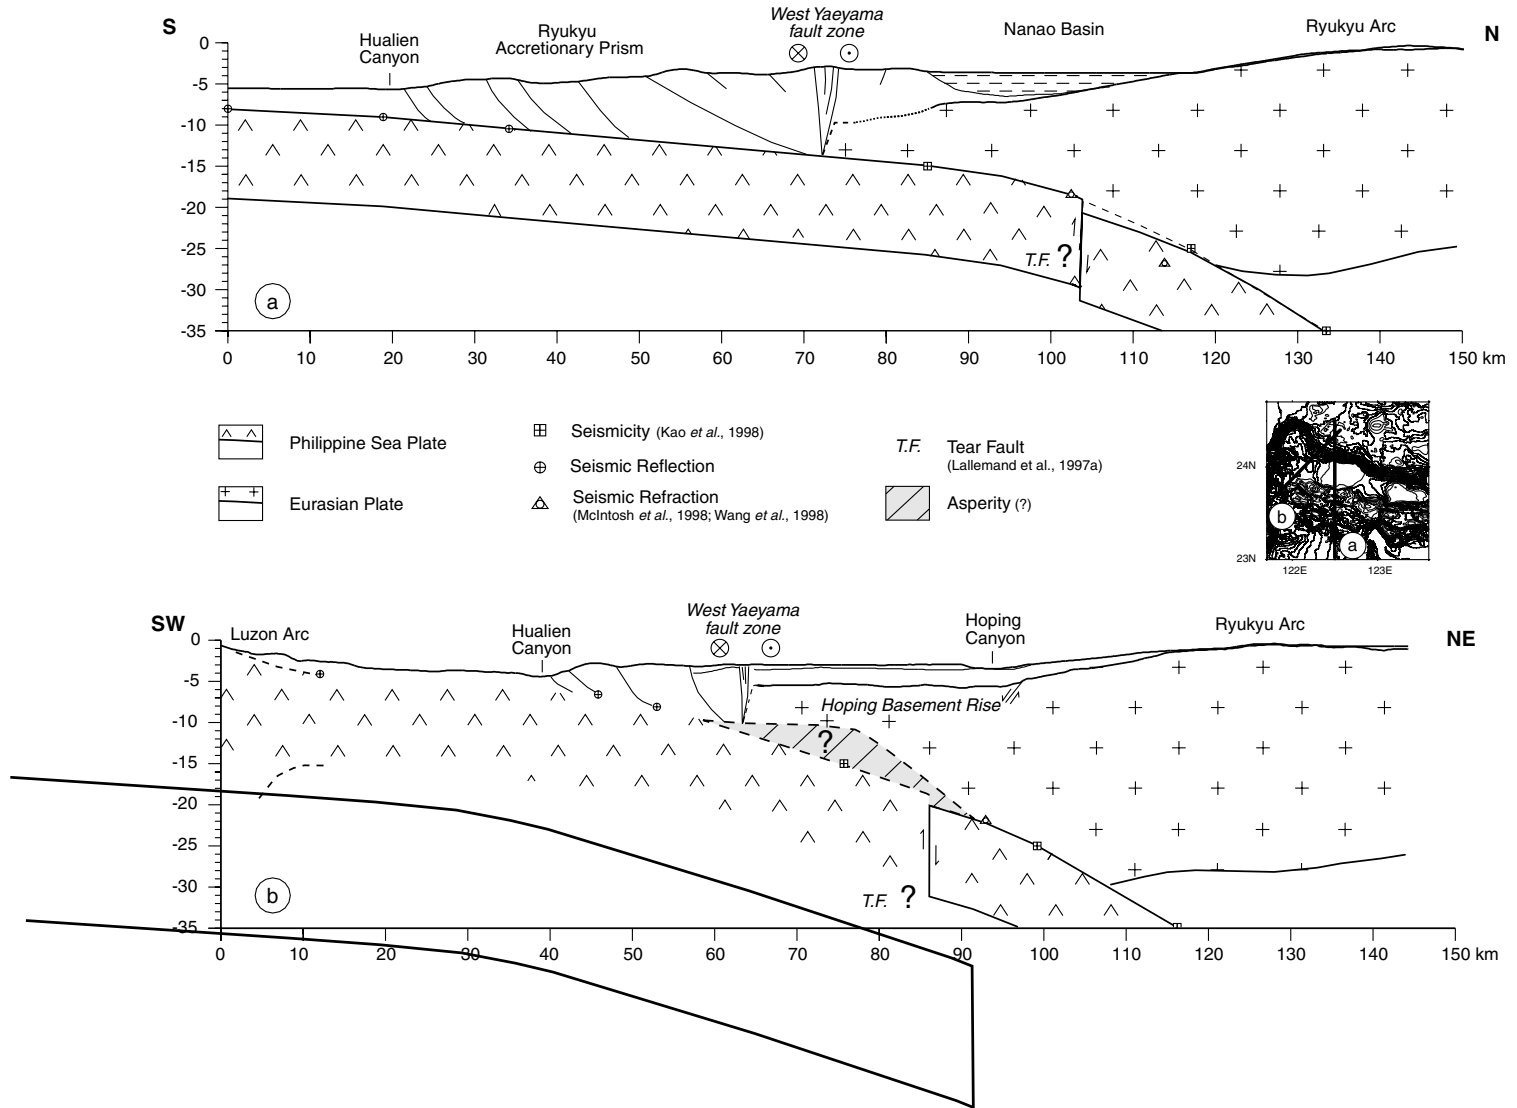 S
Hualien
Canyon
Ryukyu
Accretionary Prism
West Yaeyama
fault zone
Nanao Basin
Ryukyu Arc
N
0
-5
-10
-15
-20
-25
-30
-35
T.F. ?
a
0 10 20 30 40 50 60 70 80 90 100 110 120 130 140 150 km
Philippine Sea Plate
Eurasian Plate
Seismicity (Kao et al., 1998)
Seismic Reflection
Seismic Refraction
(McIntosh et al., 1998; Wang et al., 1998)
T.F. Tear Fault
(Lallemand et al., 1997a)
Asperity (?)
24N
23N
b
a
122E 123E
SW
Luzon Arc
Hualien
Canyon
West Yaeyama
fault zone
Hoping
Canyon
Ryukyu Arc
NE
0
-5
-10
-15
-20
-25
-30
-35
Hoping Basement Rise
?
T.F. ?
b
0 10 20 30 40 50 60 70 80 90 100 110 120 130 140 150 km